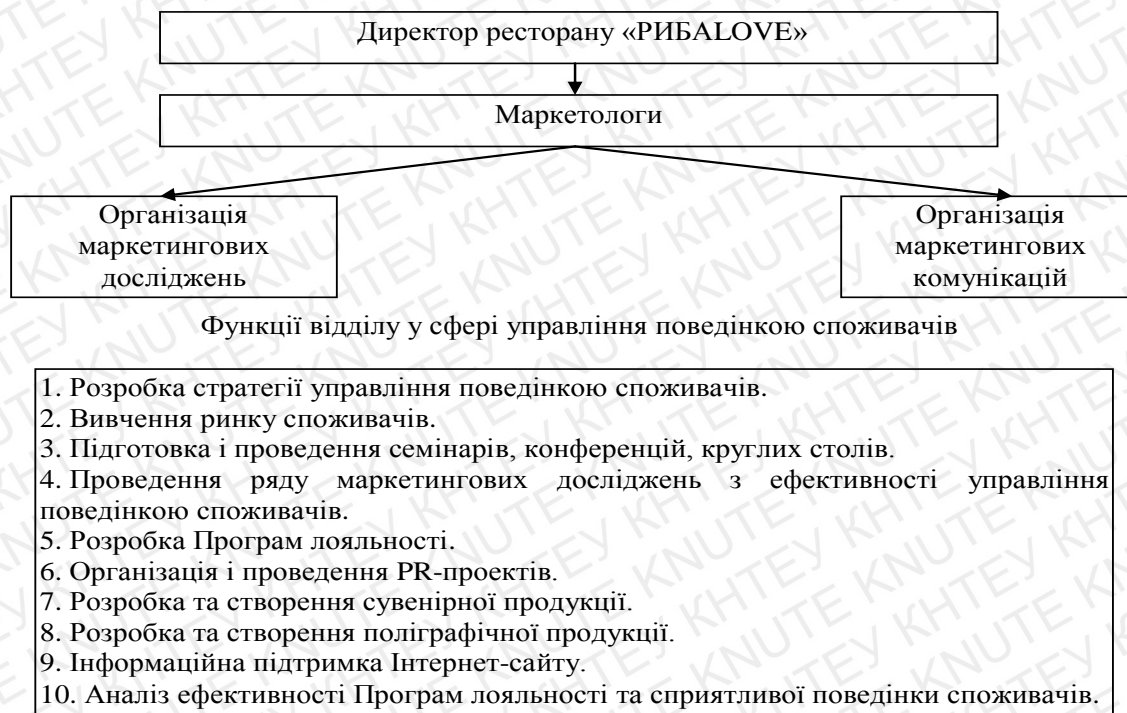 Директор ресторану «РИБАLOVE»
Маркетологи
Організація
маркетингових
досліджень
Організація
маркетингових
комунікацій
Функції відділу у сфері управління поведінкою споживачів
1. Розробка стратегії управління поведінкою споживачів.
2. Вивчення ринку споживачів.
3. Підготовка і проведення семінарів, конференцій, круглих столів.
4. Проведення ряду маркетингових досліджень з ефективності управління
поведінкою споживачів.
5. Розробка Програм лояльності.
6. Організація і проведення PR-проектів.
7. Розробка та створення сувенірної продукції.
8. Розробка та створення поліграфічної продукції.
9. Інформаційна підтримка Інтернет-сайту.
10. Аналіз ефективності Програм лояльності та сприятливої поведінки споживачів.